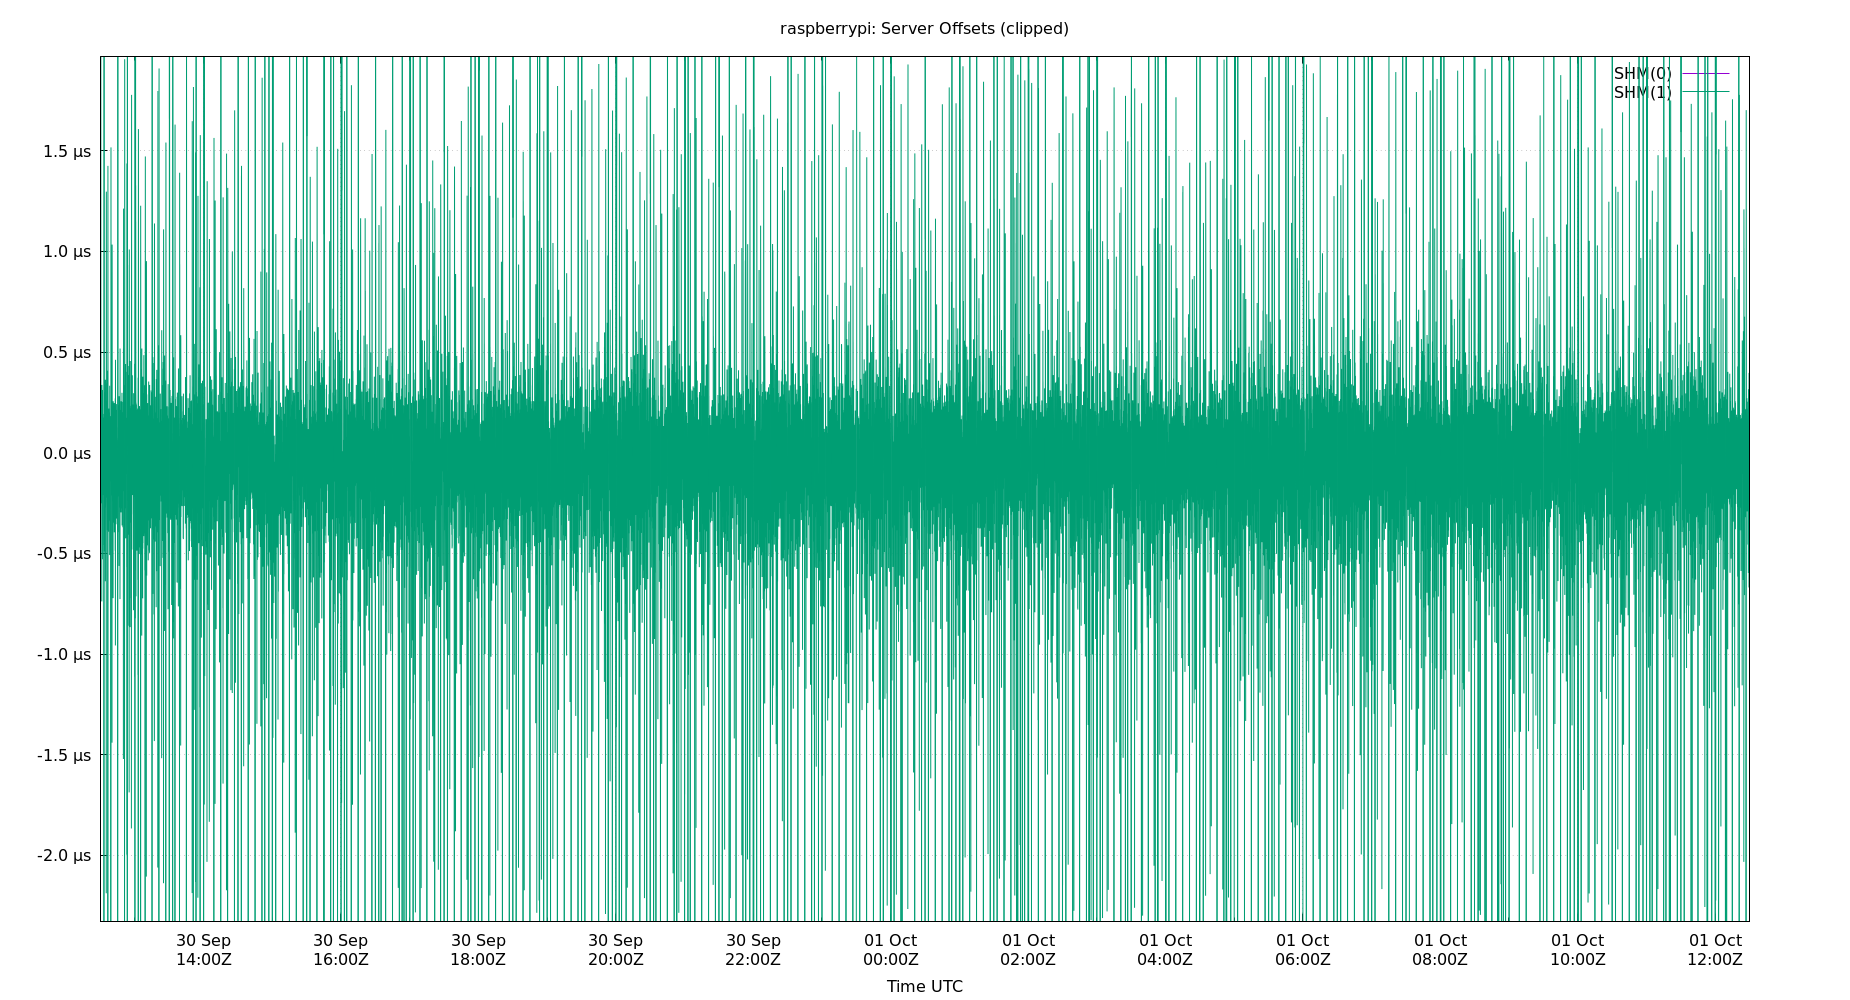 raspberrypi: Server Offsets (clipped)
SHM(0)
SHM(1)
1.5 µs
1.0 µs
0.5 µs
0.0 µs
-0.5 µs
-1.0 µs
-1.5 µs
-2.0 µs
30 Sep 30 Sep 30 Sep 30 Sep 30 Sep 01 Oct 01 Oct 01 Oct 01 Oct 01 Oct 01 Oct 01 Oct
14:00Z 16:00Z 18:00Z 20:00Z 22:00Z 00:00Z 02:00Z 04:00Z 06:00Z 08:00Z 10:00Z 12:00Z
Time UTC